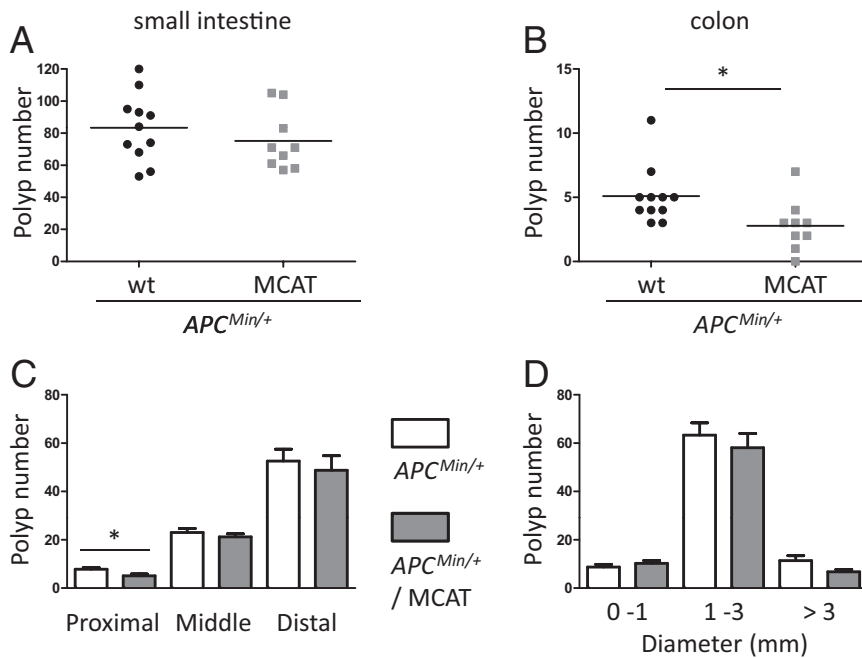 A
small intestine
120
100
80
60
40
20
0
Polyp number
wt MCAT
APC^Min/+
B
colon
*
15
10
5
0
Polyp number
wt MCAT
APC^Min/+
C
80
60
40
20
0
Polyp number
*
Proximal Middle Distal
APC^Min/+
APC^Min/+
/ MCAT
D
80
60
40
20
0
Polyp number
0 -1 1 -3 > 3
Diameter (mm)